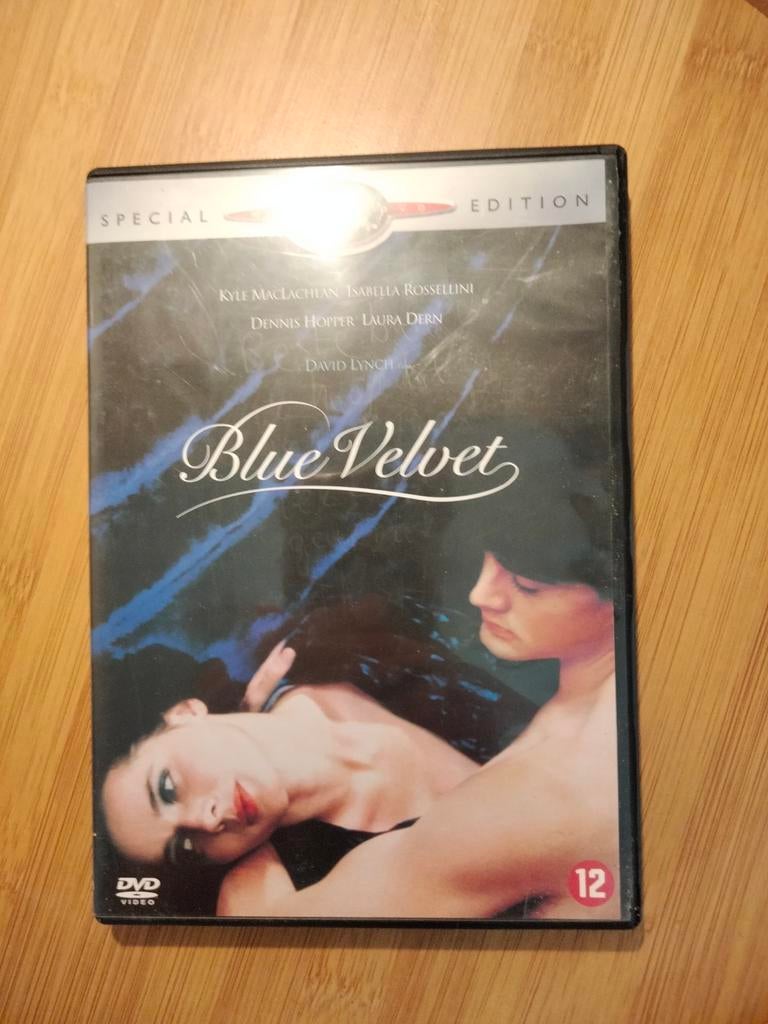 SPECIAL EDITION
KYLE MACLACHLAN ISABELLA ROSSELLINI
DENNIS HOPPER LAURA DERN
DAVID LYNCH
Blue Velvet
DVD
VIDEO
12